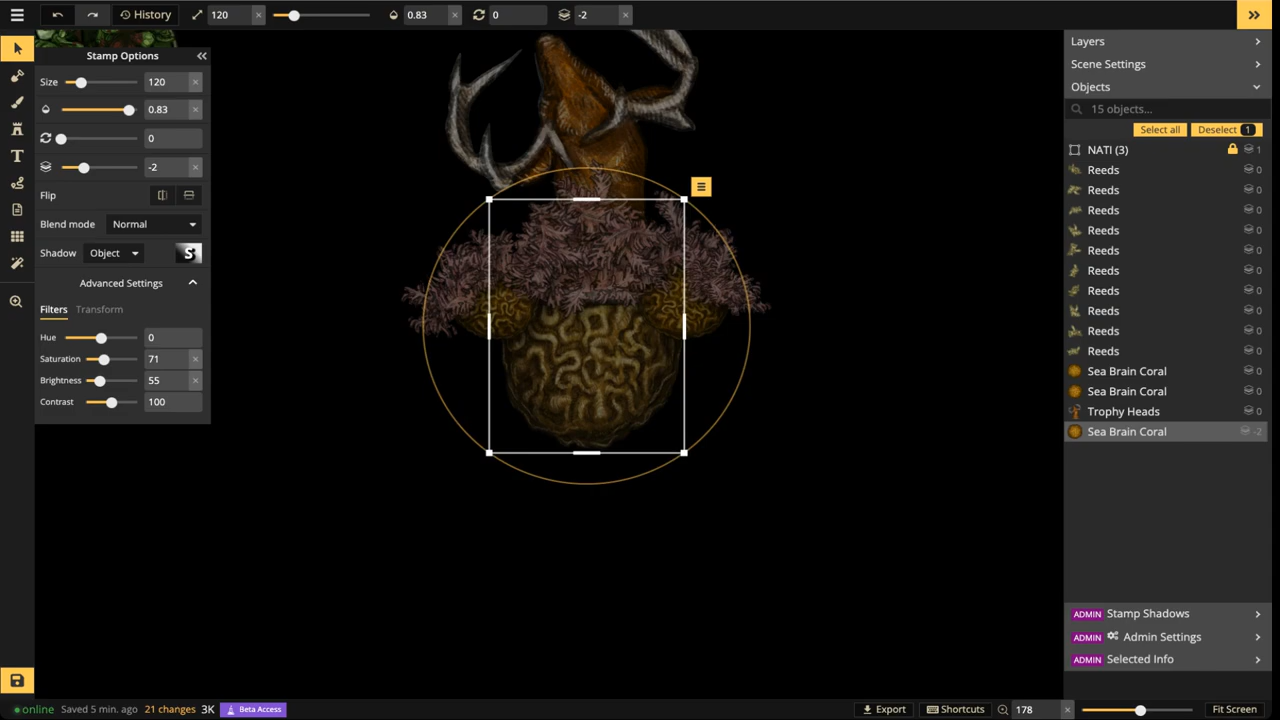 History
120
0.83
0
-2
Stamp Options
Size
120
0.83
0
-2
Flip
Blend mode
Normal
Shadow
Object
S
Advanced Settings
Filters
Transform
Hue
0
Saturation
71
Brightness
55
Contrast
100
Layers
Scene Settings
Objects
15 objects...
Select all
Deselect 1
NATI (3) 1
Reeds 0
Reeds 0
Reeds 0
Reeds 0
Reeds 0
Reeds 0
Reeds 0
Reeds 0
Reeds 0
Reeds 0
Sea Brain Coral 0
Sea Brain Coral 0
Trophy Heads 0
Sea Brain Coral -2
ADMIN Stamp Shadows
ADMIN Admin Settings
ADMIN Selected Info
online
Saved 5 min. ago
21 changes
3K
Beta Access
Export
Shortcuts
178
Fit Screen